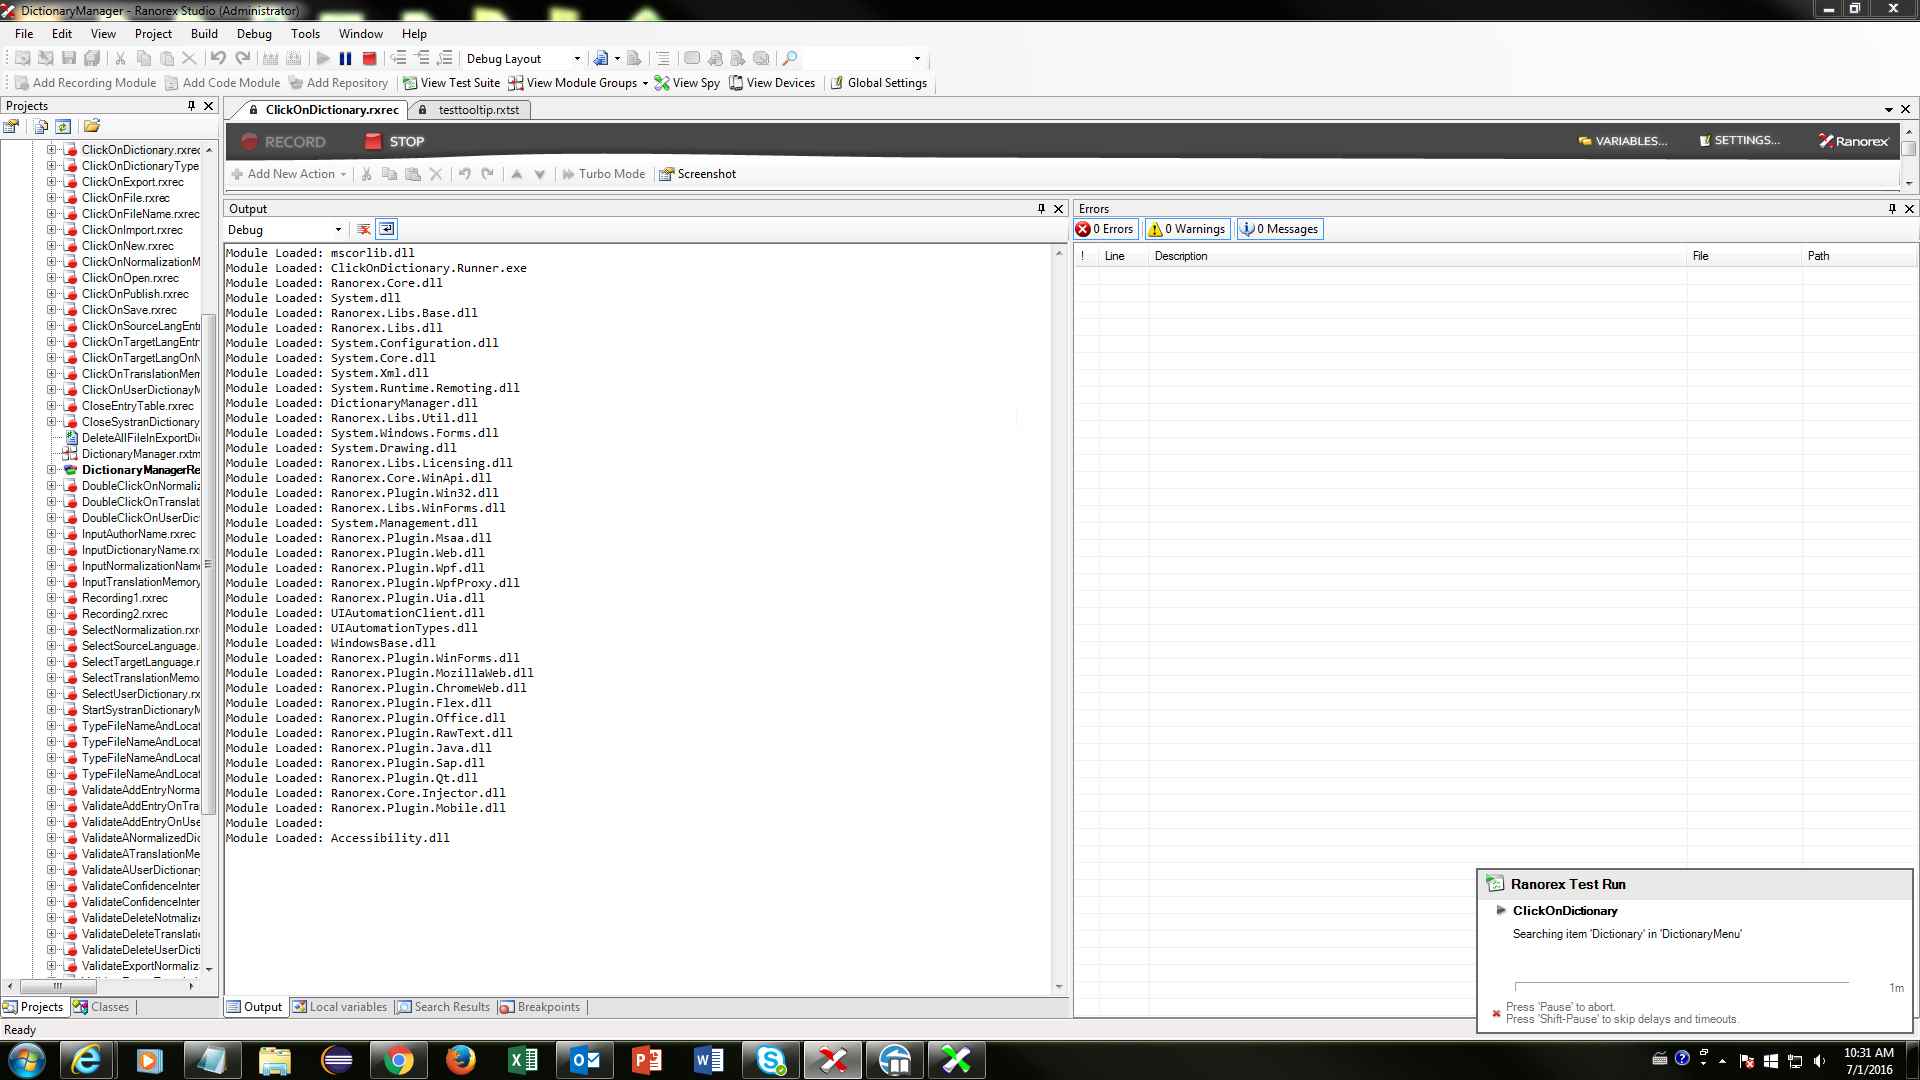 DictionaryManager - Ranorex Studio (Administrator)
File Edit View Project Build Debug Tools Window Help
Debug Layout
Add Recording Module Add Code Module Add Repository View Test Suite View Module Groups View Spy View Devices Global Settings
Projects
ClickOnDictionary.rxrec testtooltip.rxtst
RECORD STOP VARIABLES... SETTINGS... Ranorex
Add New Action Turbo Mode Screenshot
ClickOnDictionary.rxrec
ClickOnDictionaryType
ClickOnExport.rxrec
ClickOnFile.rxrec
ClickOnFileName.rxrec
ClickOnImport.rxrec
ClickOnNew.rxrec
ClickOnNormalizationM
ClickOnOpen.rxrec
ClickOnPublish.rxrec
ClickOnSave.rxrec
ClickOnSourceLangEntr
ClickOnTargetLangEntr
ClickOnTargetLangOnN
ClickOnTranslationMem
ClickOnUserDictionayM
CloseEntryTable.rxrec
CloseSystranDictionary
DeleteAllFileInExportDic
DictionaryManager.rxtm
DictionaryManagerRe
DoubleClickOnNormaliz
DoubleClickOnTranslat
DoubleClickOnUserDic
InputAuthorName.rxrec
InputDictionaryName.rx
InputNormalizationName
InputTranslationMemory
Recording1.rxrec
Recording2.rxrec
SelectNormalization.rxr
SelectSourceLanguage.
SelectTargetLanguage.r
SelectTranslationMemo
SelectUserDictionary.rx
StartSystranDictionaryM
TypeFileNameAndLocat
TypeFileNameAndLocat
TypeFileNameAndLocat
TypeFileNameAndLocat
ValidateAddEntryNorma
ValidateAddEntryOnTra
ValidateAddEntryOnUse
ValidateANormalizedDic
ValidateATranslationMe
ValidateAUserDictionary
ValidateConfidenceInter
ValidateConfidenceInter
ValidateDeleteNotmalize
ValidateDeleteTranslatio
ValidateDeleteUserDicti
ValidateExportNormaliz
Projects Classes
Output
Debug
Module Loaded: mscorlib.dll
Module Loaded: ClickOnDictionary.Runner.exe
Module Loaded: Ranorex.Core.dll
Module Loaded: System.dll
Module Loaded: Ranorex.Libs.Base.dll
Module Loaded: Ranorex.Libs.dll
Module Loaded: System.Configuration.dll
Module Loaded: System.Core.dll
Module Loaded: System.Xml.dll
Module Loaded: System.Runtime.Remoting.dll
Module Loaded: DictionaryManager.dll
Module Loaded: Ranorex.Libs.Util.dll
Module Loaded: System.Windows.Forms.dll
Module Loaded: System.Drawing.dll
Module Loaded: Ranorex.Libs.Licensing.dll
Module Loaded: Ranorex.Core.WinApi.dll
Module Loaded: Ranorex.Plugin.Win32.dll
Module Loaded: Ranorex.Libs.WinForms.dll
Module Loaded: System.Management.dll
Module Loaded: Ranorex.Plugin.Msaa.dll
Module Loaded: Ranorex.Plugin.Web.dll
Module Loaded: Ranorex.Plugin.Wpf.dll
Module Loaded: Ranorex.Plugin.WpfProxy.dll
Module Loaded: Ranorex.Plugin.Uia.dll
Module Loaded: UIAutomationClient.dll
Module Loaded: UIAutomationTypes.dll
Module Loaded: WindowsBase.dll
Module Loaded: Ranorex.Plugin.WinForms.dll
Module Loaded: Ranorex.Plugin.MozillaWeb.dll
Module Loaded: Ranorex.Plugin.ChromeWeb.dll
Module Loaded: Ranorex.Plugin.Flex.dll
Module Loaded: Ranorex.Plugin.Office.dll
Module Loaded: Ranorex.Plugin.RawText.dll
Module Loaded: Ranorex.Plugin.Java.dll
Module Loaded: Ranorex.Plugin.Sap.dll
Module Loaded: Ranorex.Plugin.Qt.dll
Module Loaded: Ranorex.Core.Injector.dll
Module Loaded: Ranorex.Plugin.Mobile.dll
Module Loaded:
Module Loaded: Accessibility.dll
Output Local variables Search Results Breakpoints
Errors
0 Errors 0 Warnings 0 Messages
! Line Description File Path
Ranorex Test Run
ClickOnDictionary
Searching item 'Dictionary' in 'DictionaryMenu'
1m
Press 'Pause' to abort.
Press 'Shift-Pause' to skip delays and timeouts.
Ready
10:31 AM
7/1/2016